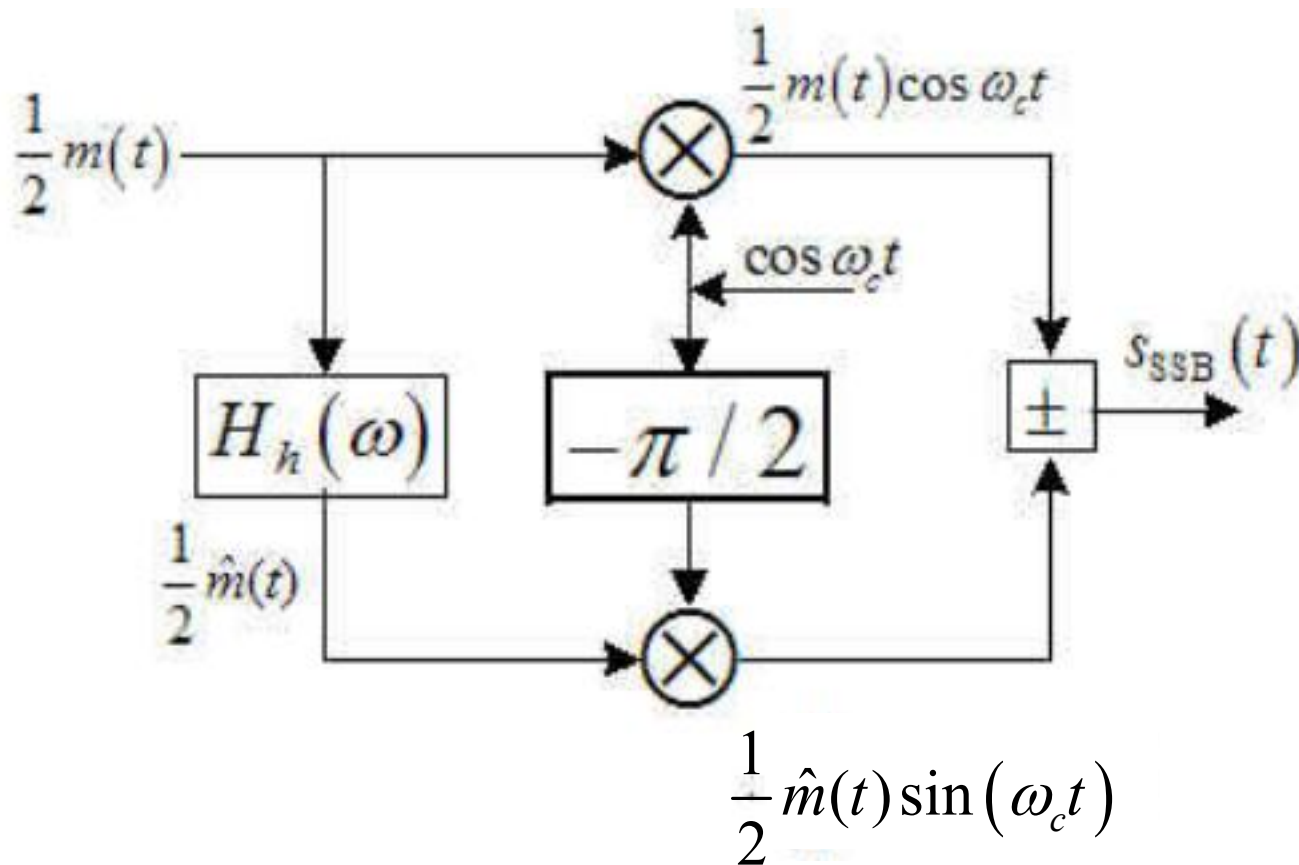 1/2 m(t) cos ω_c t
1/2 m(t)
cos ω_c t
s_SSB (t)
H_h(ω)
−π / 2
±
1/2 m̂(t)
1/2 m̂(t) sin(ω_c t)